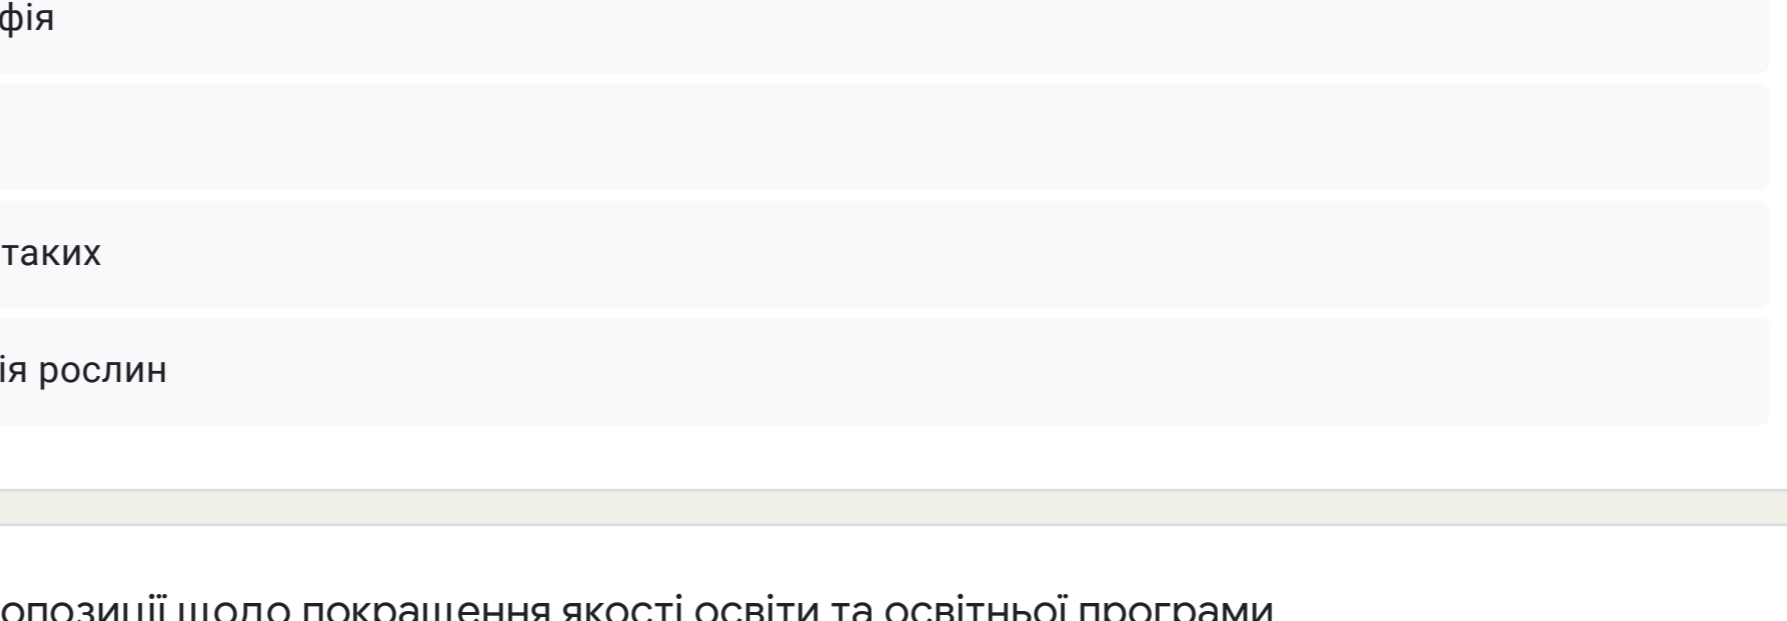 фія
таких
ія рослин
опозиції щодо покращення якості освіти та освітньої програми